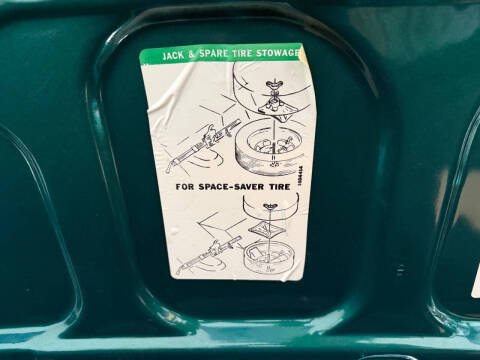 JACK & SPARE TIRE STOWAGE
FOR SPACE-SAVER TIRE